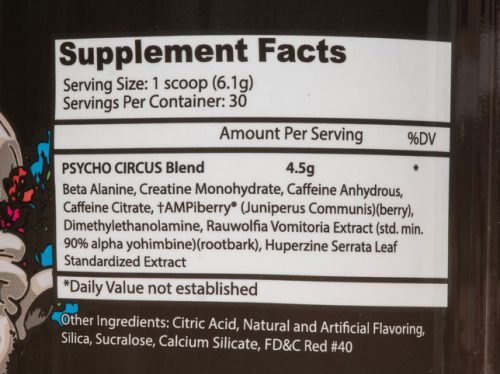 Supplement Facts
Serving Size: 1 scoop (6.1g)
Servings Per Container: 30
Amount Per Serving %DV
PSYCHO CIRCUS Blend 4.5g *
Beta Alanine, Creatine Monohydrate, Caffeine Anhydrous,
Caffeine Citrate, †AMPiberry® (Juniperus Communis)(berry),
Dimethylethanolamine, Rauwolfia Vomitoria Extract (std. min.
90% alpha yohimbine)(rootbark), Huperzine Serrata Leaf
Standardized Extract
*Daily Value not established
Other Ingredients: Citric Acid, Natural and Artificial Flavoring,
Silica, Sucralose, Calcium Silicate, FD&C Red #40